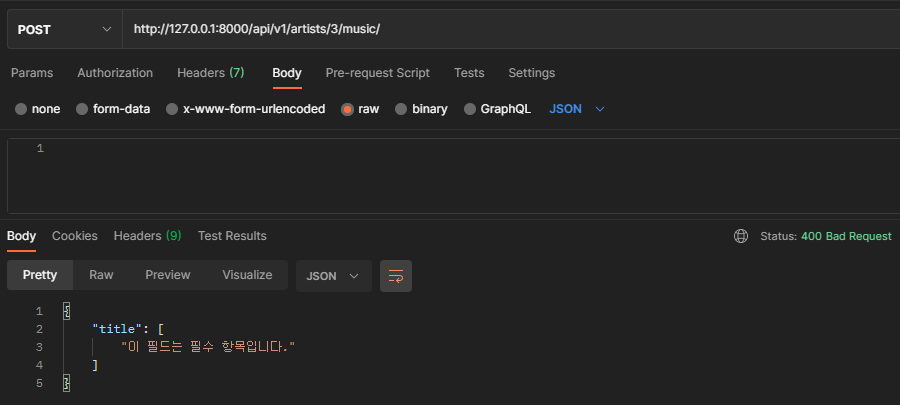 POST http://127.0.0.1:8000/api/v1/artists/3/music/
Params Authorization Headers (7) Body Pre-request Script Tests Settings
none form-data x-www-form-urlencoded raw binary GraphQL JSON
1
Body Cookies Headers (9) Test Results Status: 400 Bad Request
Pretty Raw Preview Visualize JSON
1 {
2 "title": [
3 "이 필드는 필수 항목입니다."
4 ]
5 }